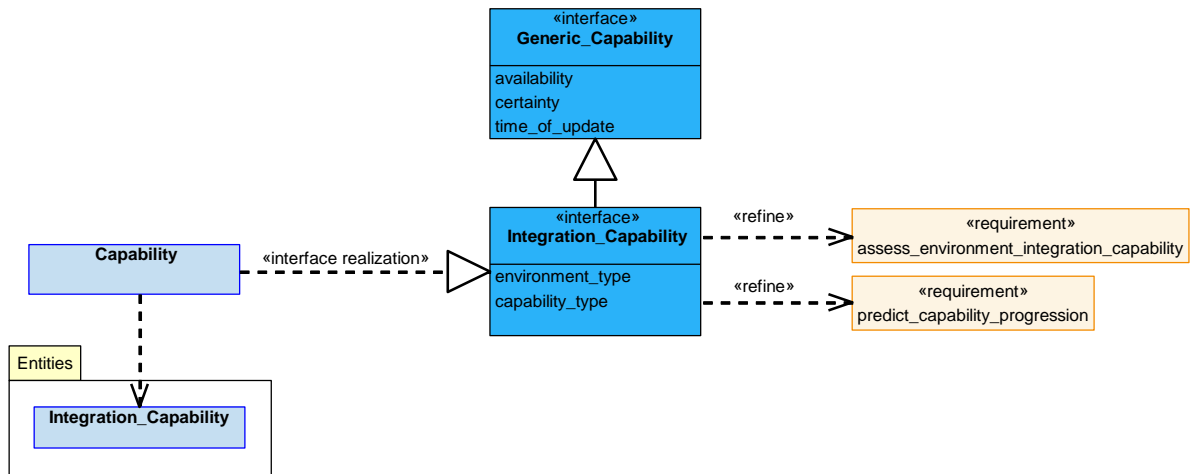 «interface»
Generic_Capability
availability
certainty
time_of_update
«interface»
Integration_Capability
environment_type
capability_type
«refine»
«requirement»
assess_environment_integration_capability
«refine»
«requirement»
predict_capability_progression
Capability
«interface realization»
Entities
Integration_Capability